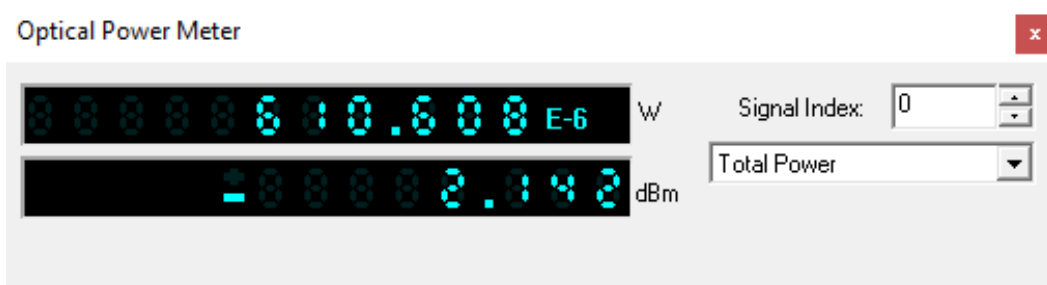 Optical Power Meter
x
610.608 E-6 W
Signal Index: 0
Total Power
- 2.142 dBm